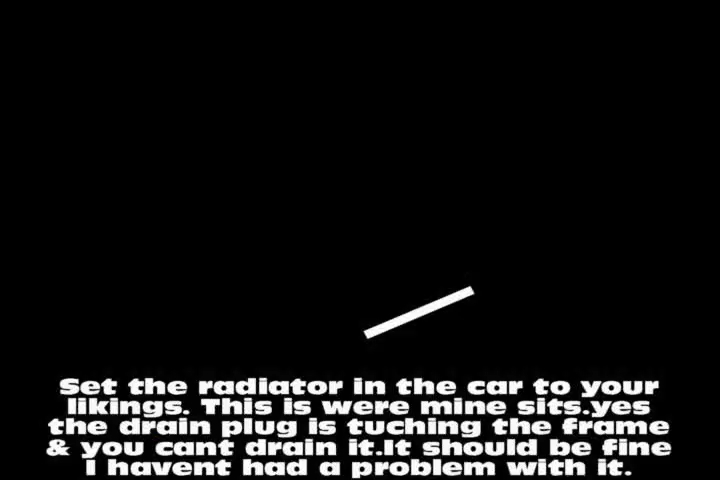 Set the radiator in the car to your
likings. This is were mine sits.yes
the drain plug is tuching the frame
& you cant drain it.It should be fine
I havent had a problem with it.